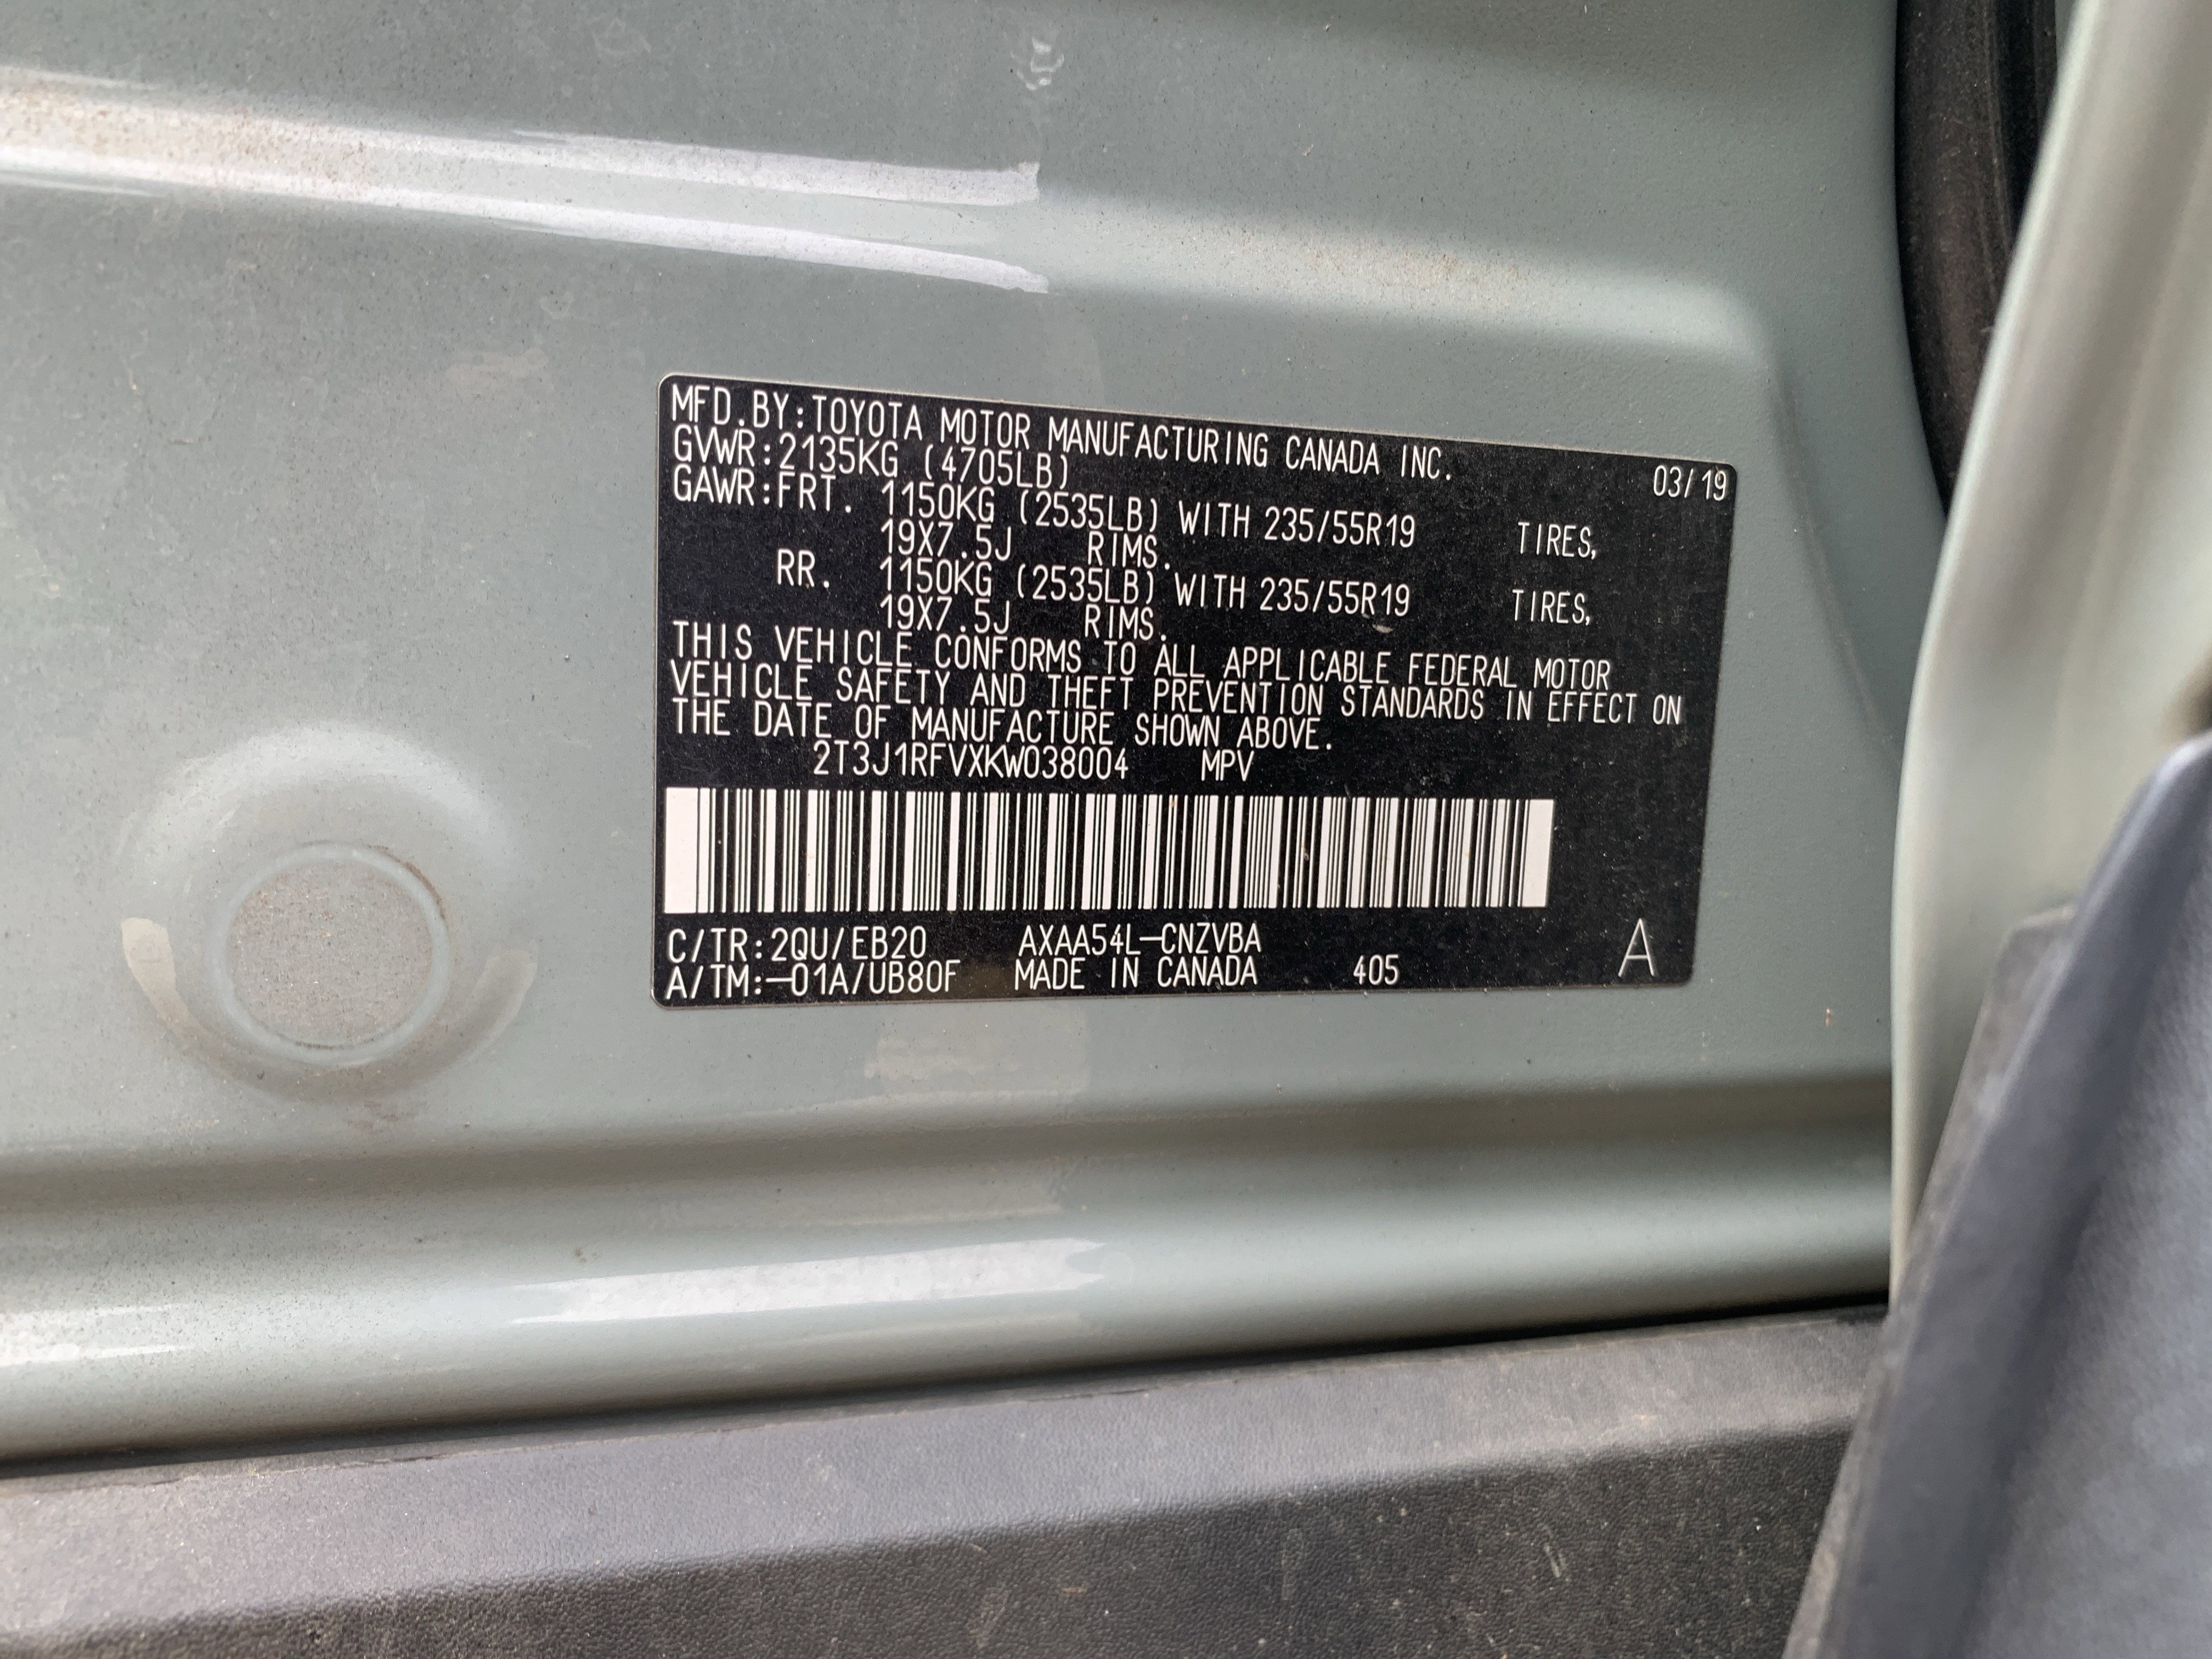 MFD.BY:TOYOTA MOTOR MANUFACTURING CANADA INC. 03/19
GVWR:2135KG (4705LB)
GAWR:FRT. 1150KG (2535LB) WITH 235/55R19 TIRES,
19X7.5J RIMS.
RR. 1150KG (2535LB) WITH 235/55R19 TIRES,
19X7.5J RIMS.
THIS VEHICLE CONFORMS TO ALL APPLICABLE FEDERAL MOTOR
VEHICLE SAFETY AND THEFT PREVENTION STANDARDS IN EFFECT ON
THE DATE OF MANUFACTURE SHOWN ABOVE.
2T3J1RFVXKW038004 MPV
C/TR:2QU/EB20 AXAA54L-CNZVBA
A/TM:-01A/UB80F MADE IN CANADA 405 A